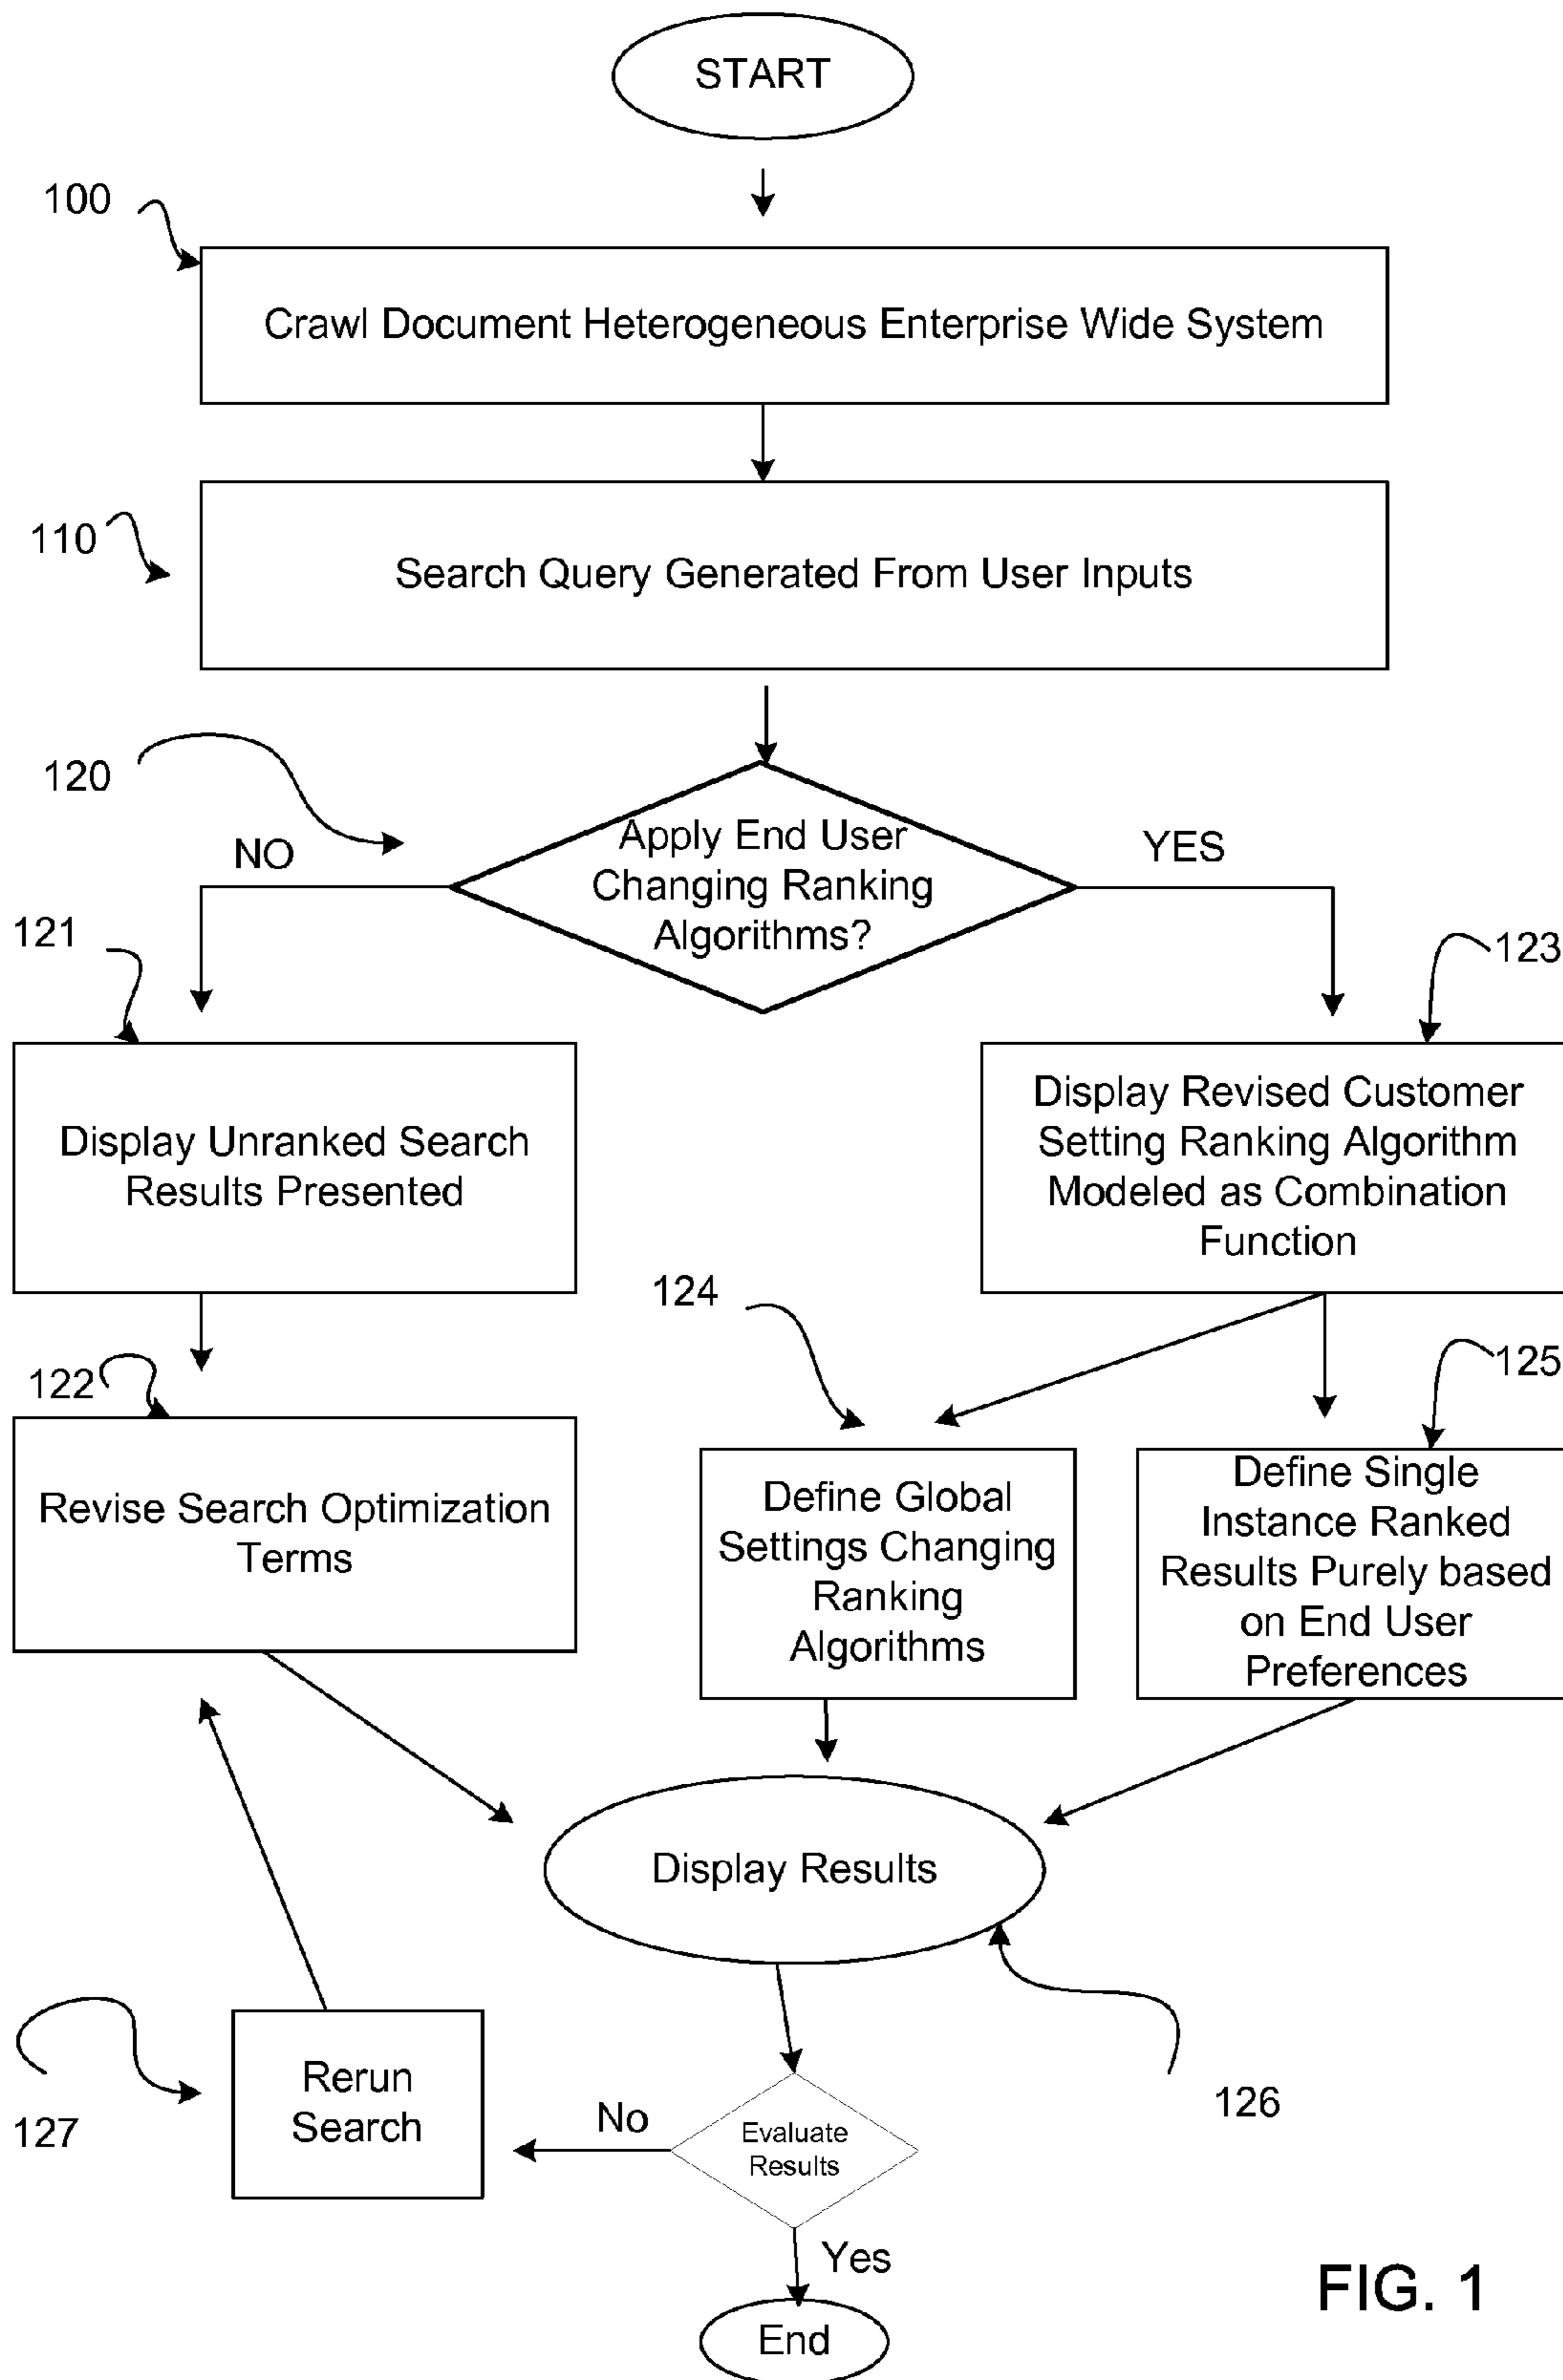 START
100
Crawl Document Heterogeneous Enterprise Wide System
110
Search Query Generated From User Inputs
120
Apply End User
Changing Ranking
Algorithms?
NO
YES
121
123
Display Unranked Search
Results Presented
Display Revised Customer
Setting Ranking Algorithm
Modeled as Combination
Function
124
122
125
Revise Search Optimization
Terms
Define Global
Settings Changing
Ranking
Algorithms
Define Single
Instance Ranked
Results Purely based
on End User
Preferences
Display Results
127
Rerun
Search
No
Evaluate
Results
126
Yes
End
FIG. 1